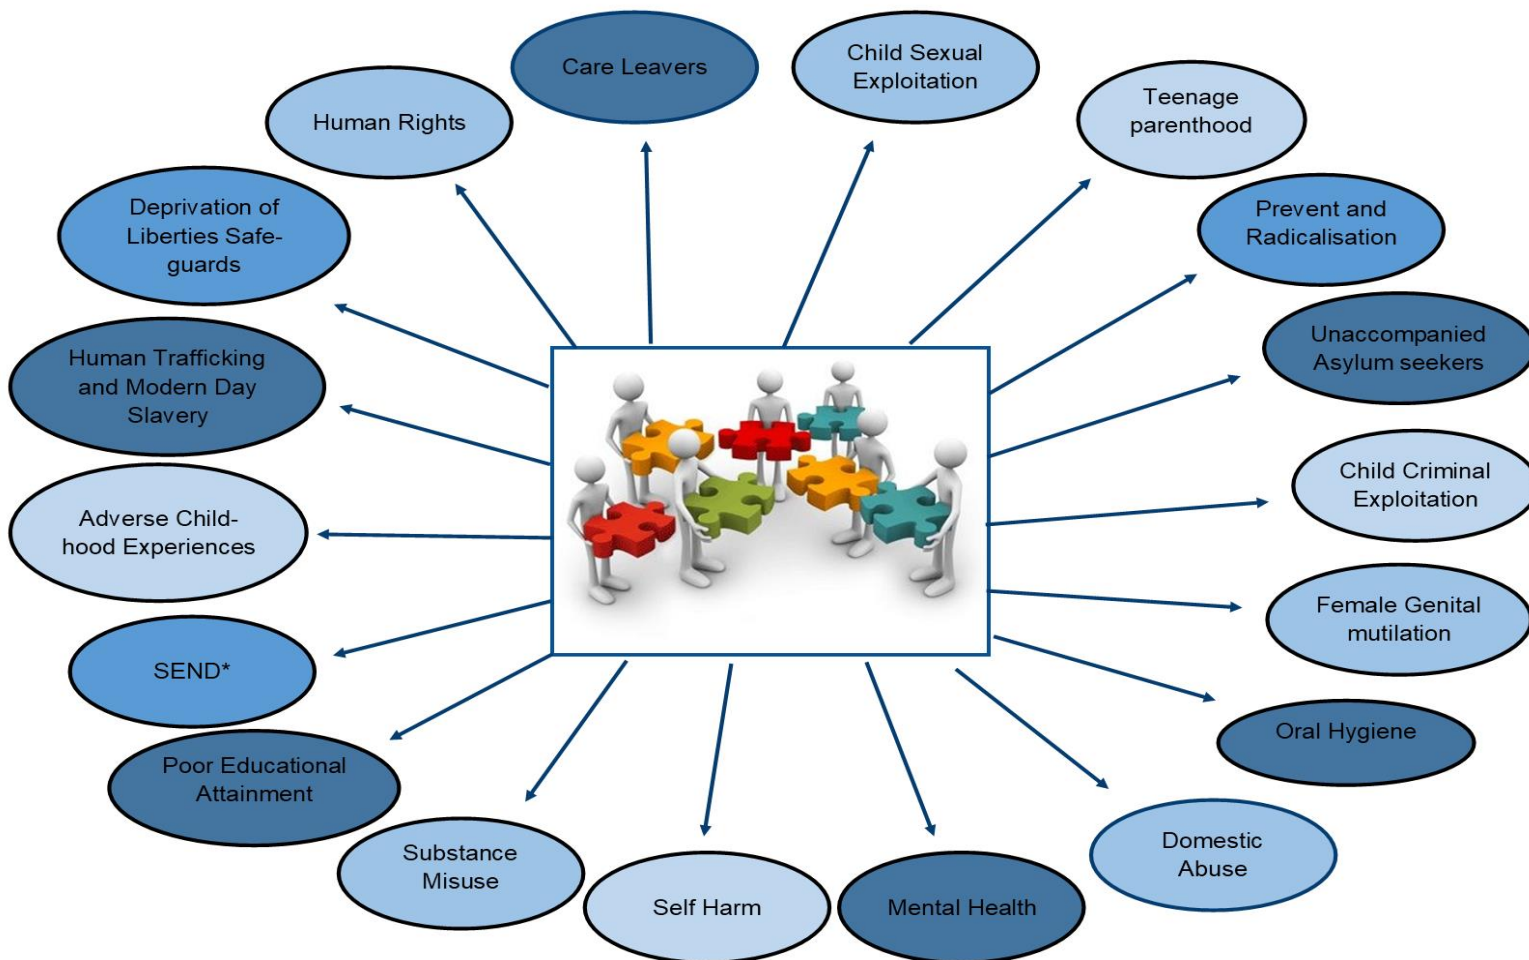 Care Leavers
Child Sexual
Exploitation
Teenage
parenthood
Prevent and
Radicalisation
Unaccompanied
Asylum seekers
Child Criminal
Exploitation
Female Genital
mutilation
Oral Hygiene
Domestic
Abuse
Mental Health
Self Harm
Substance
Misuse
Poor Educational
Attainment
SEND*
Adverse Child-
hood Experiences
Human Trafficking
and Modern Day
Slavery
Deprivation of
Liberties Safe-
guards
Human Rights